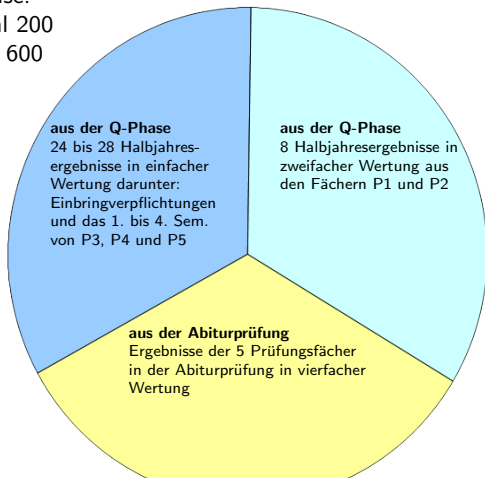 al 200
600
aus der Q-Phase
24 bis 28 Halbjahres-
ergebnisse in einfacher
Wertung darunter:
Einbringverpflichtungen
und das 1. bis 4. Sem.
von P3, P4 und P5
aus der Q-Phase
8 Halbjahresergebnisse in
zweifacher Wertung aus
den Fächern P1 und P2
aus der Abiturprüfung
Ergebnisse der 5 Prüfungsfächer
in der Abiturprüfung in vierfacher
Wertung